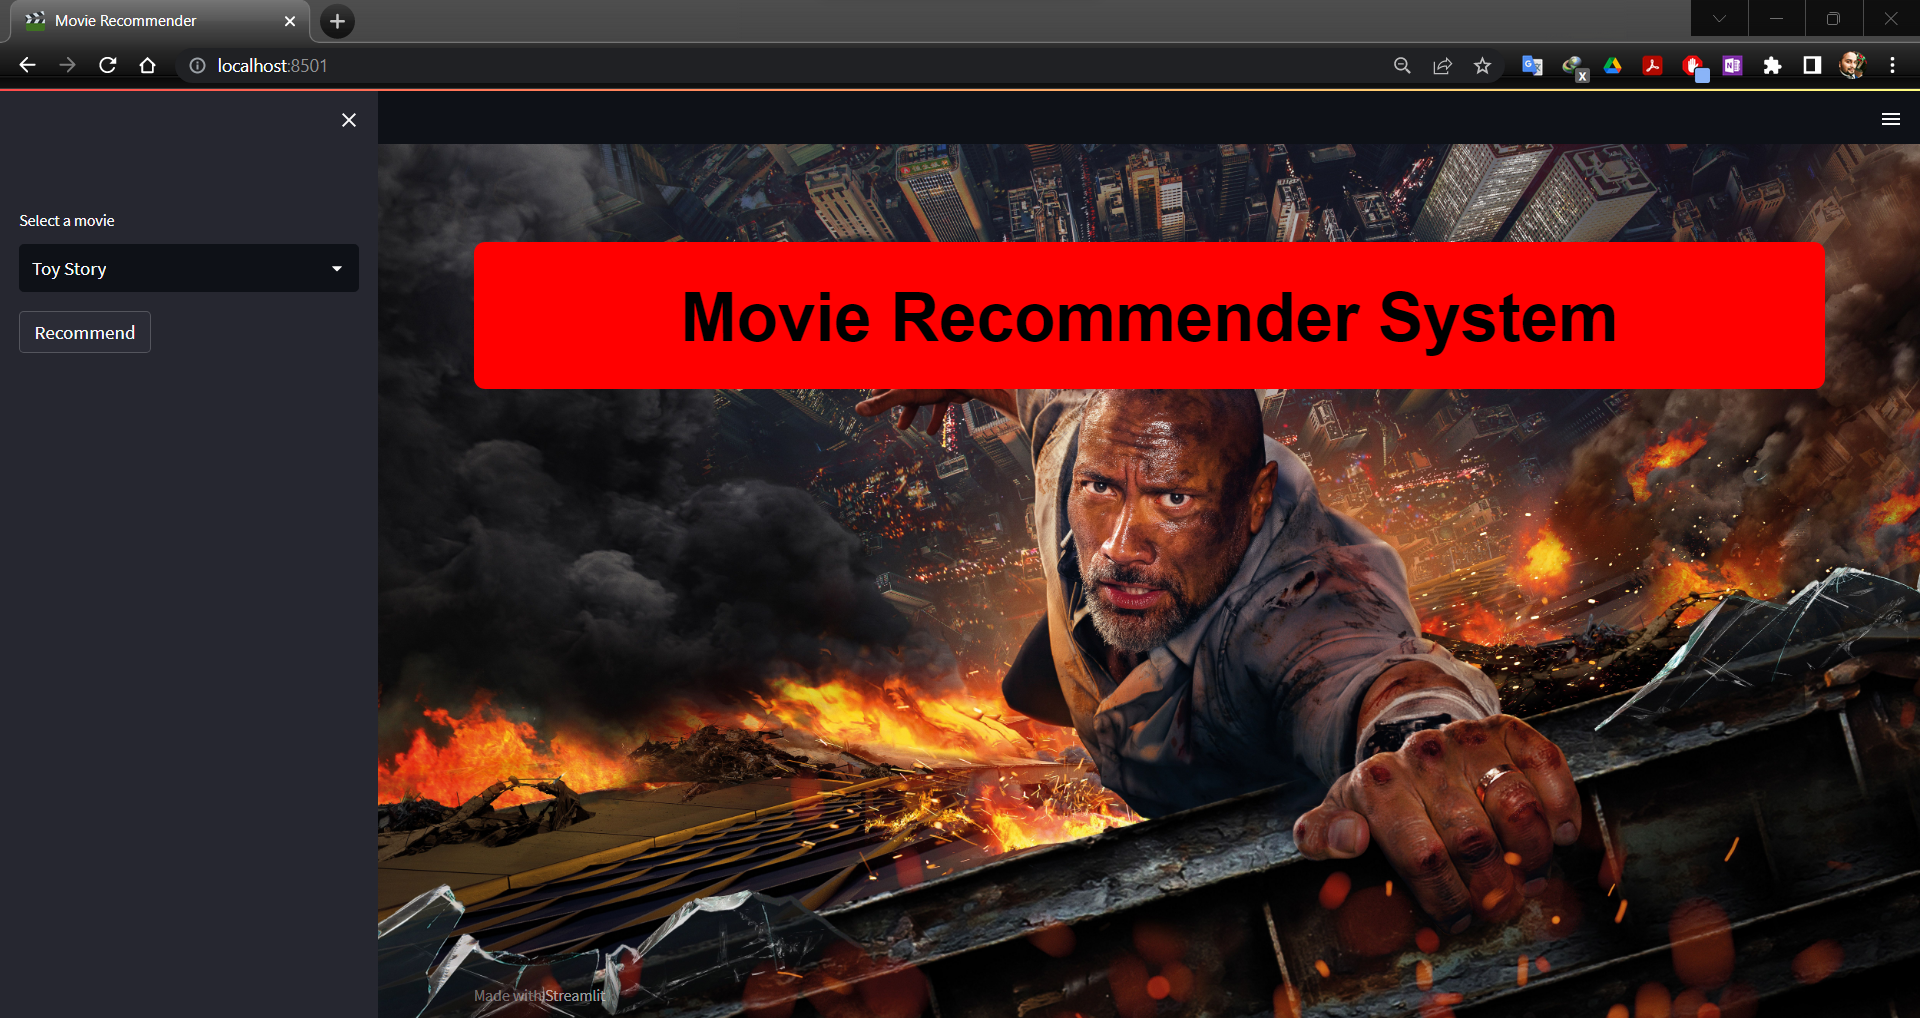 Movie Recommender
localhost:8501
Select a movie
Toy Story
Recommend
Movie Recommender System
Made with Streamlit